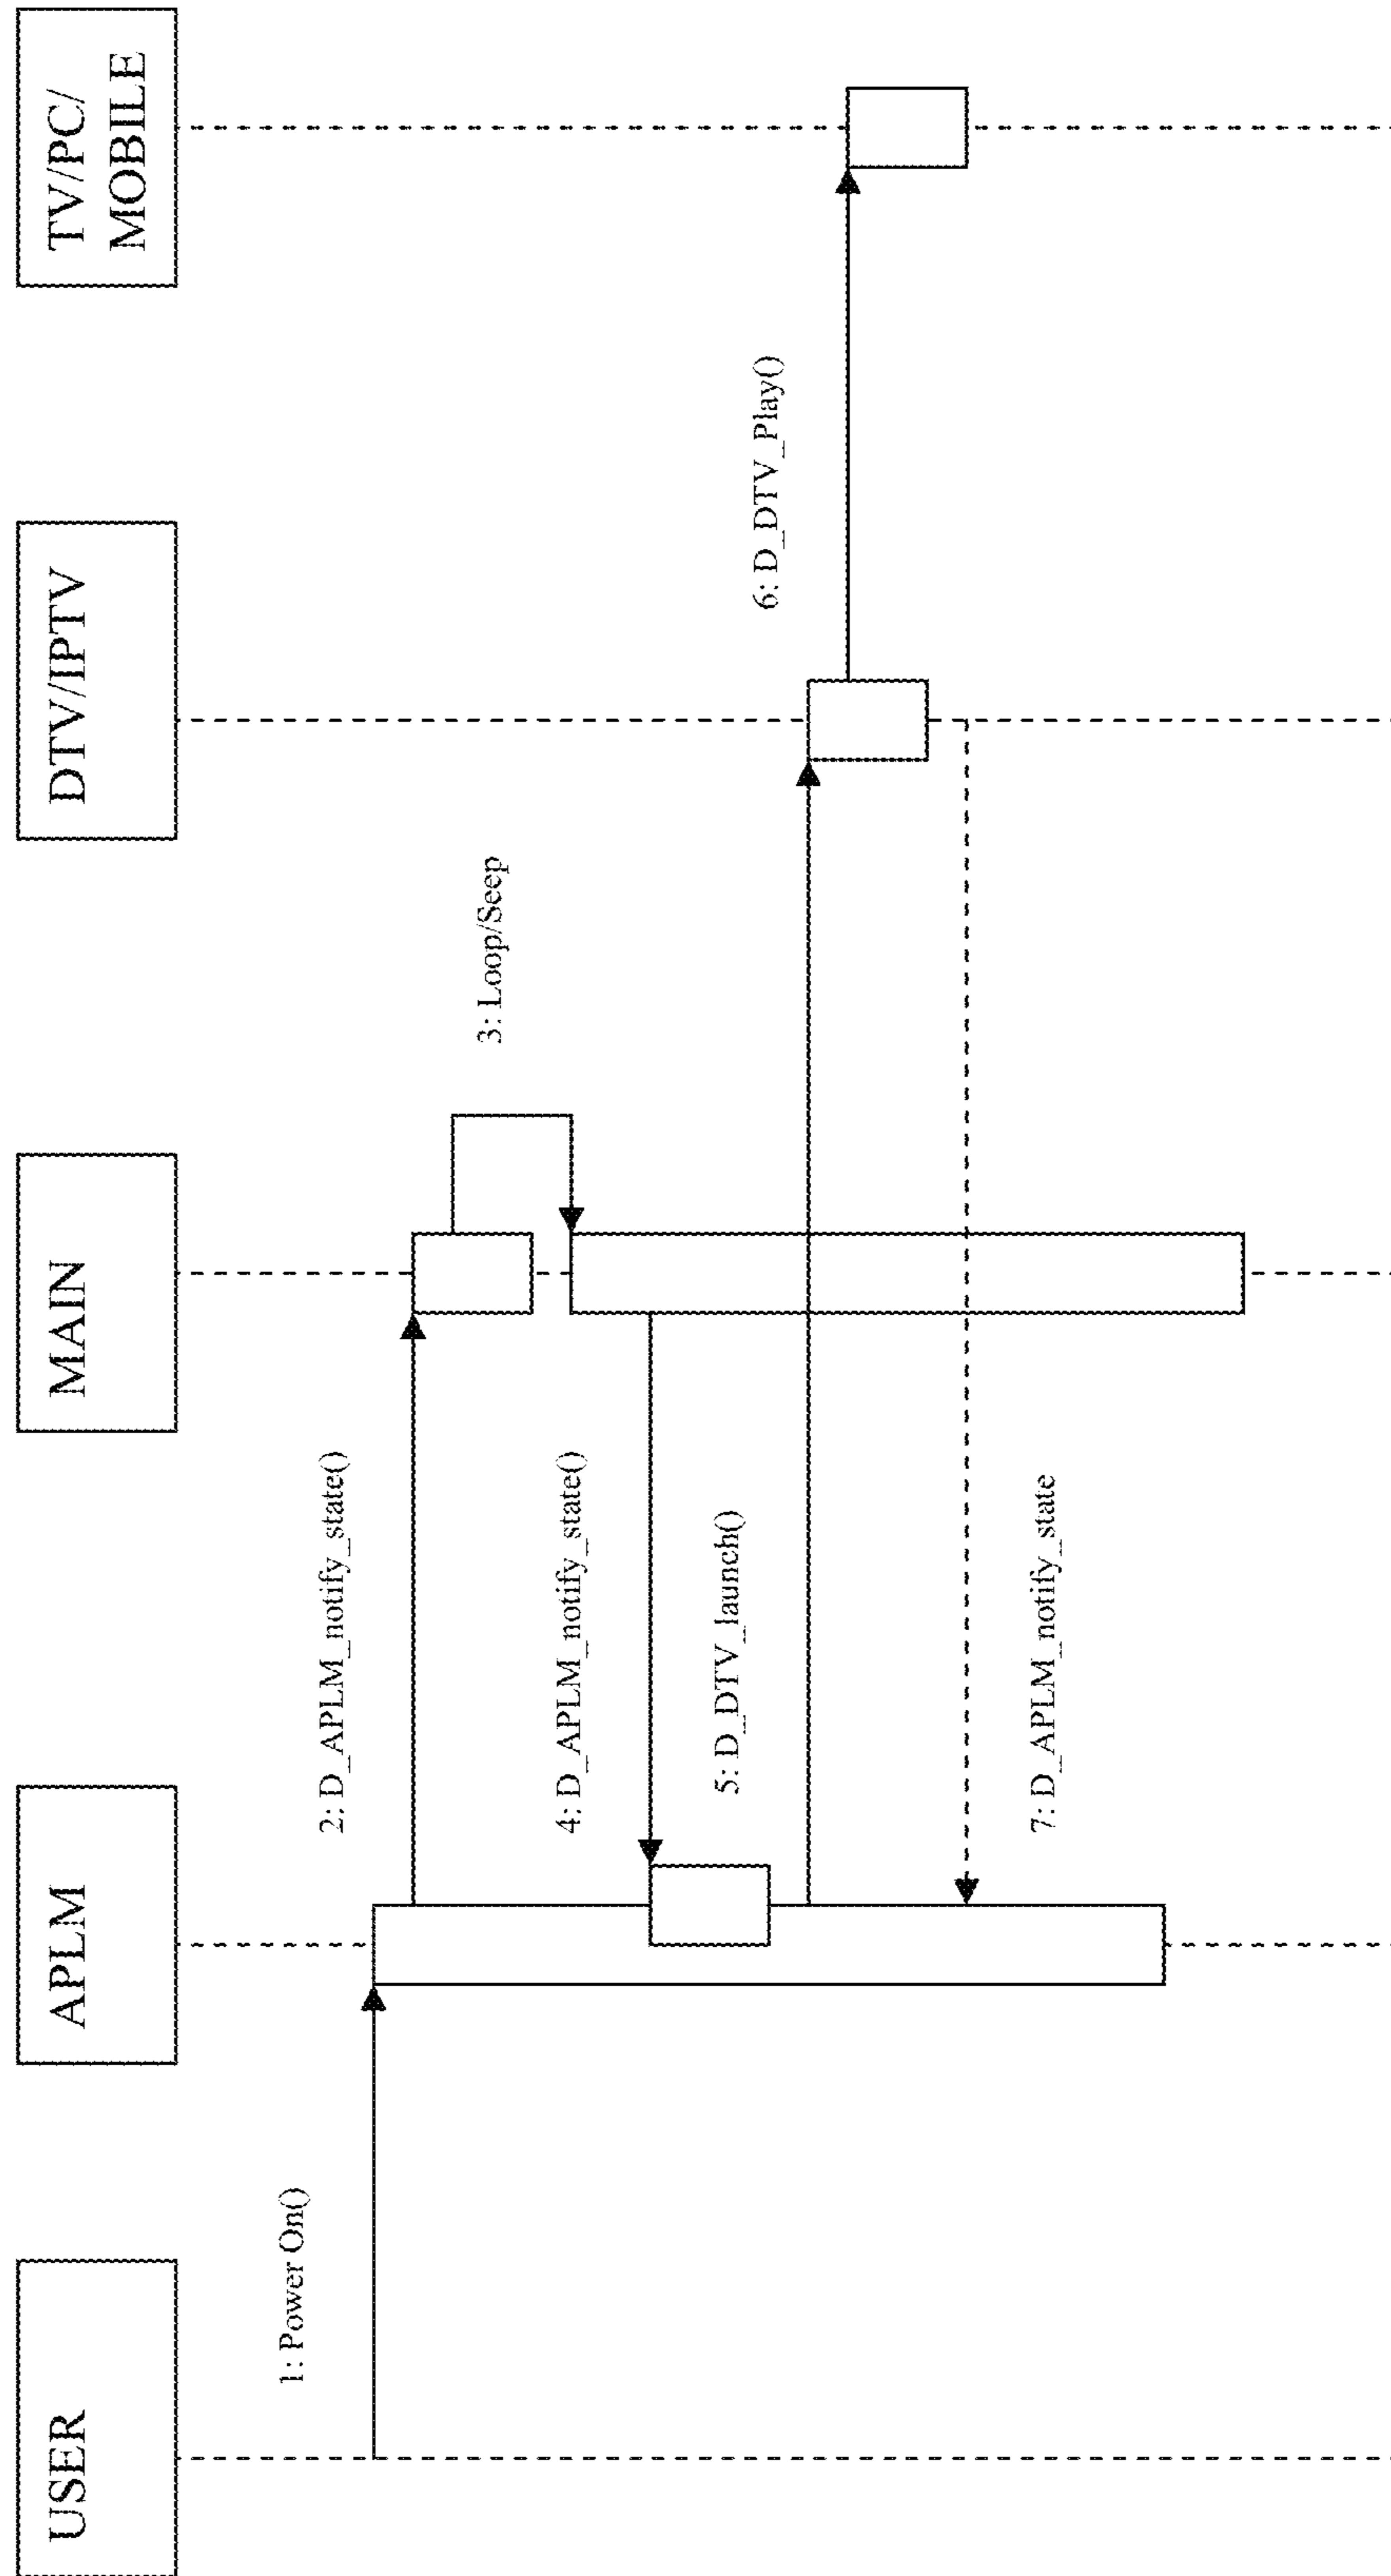 USER
APLM
MAIN
DTV/IPTV
TV/PC/
MOBILE
1: Power On()
2: D_APLM_notify_state()
3: Loop/Seep
4: D_APLM_notify_state()
5: D_DTV_launch()
6: D_DTV_Play()
7: D_APLM_notify_state